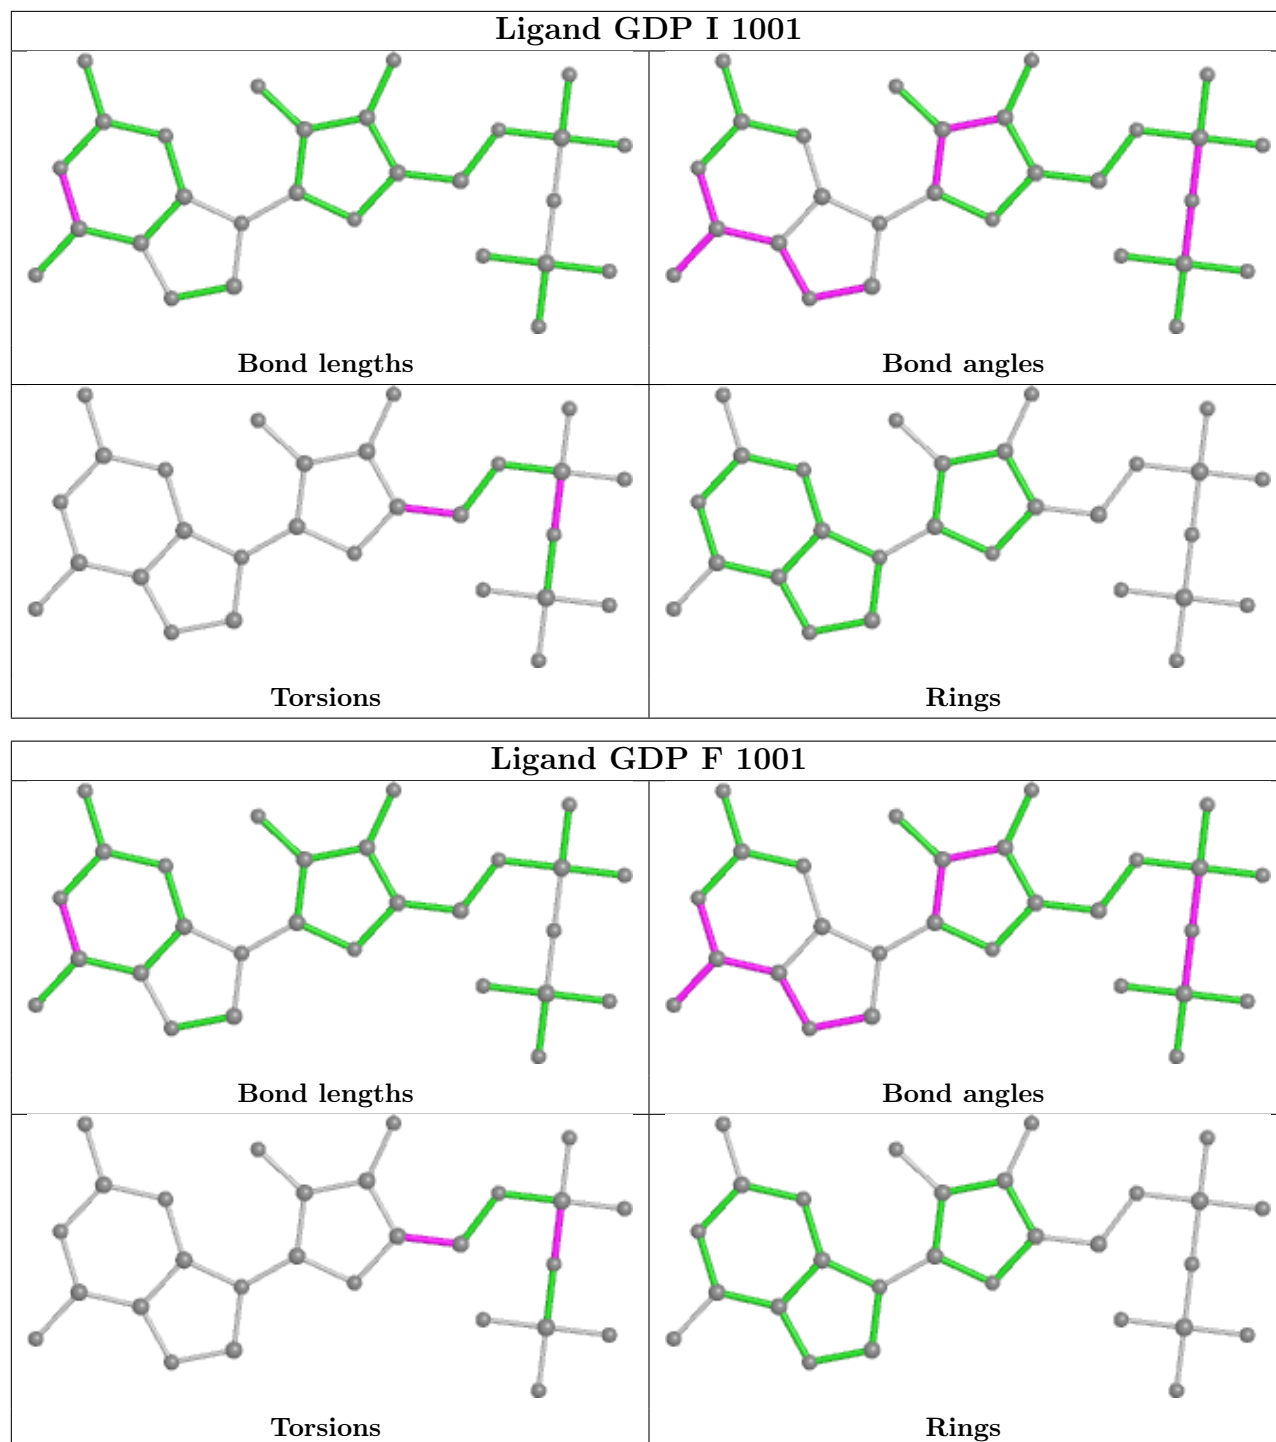 Ligand GDP I 1001
Bond lengths
Bond angles
Torsions
Rings
Ligand GDP F 1001
Bond lengths
Bond angles
Torsions
Rings